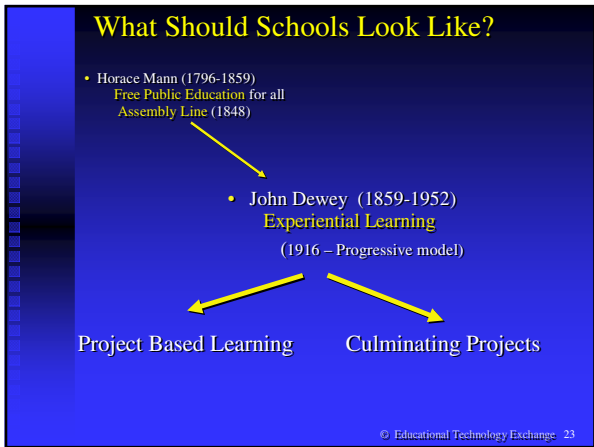 What Should Schools Look Like?
• Horace Mann (1796-1859)
Free Public Education for all
Assembly Line (1848)
• John Dewey (1859-1952)
Experiential Learning
(1916 – Progressive model)
Project Based Learning
Culminating Projects
© Educational Technology Exchange 23